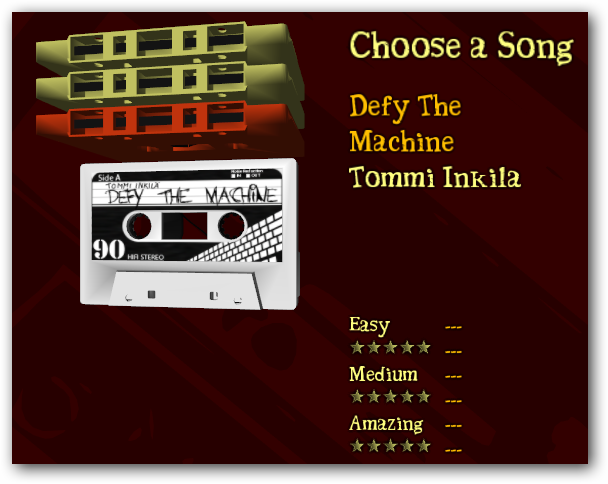 Choose a Song
Defy The
Machine
Tommi Inkila
Side A
TOMMI INKILA
DEFY THE MACHINE
90
HIFI STEREO
Easy ---
---
Medium ---
---
Amazing ---
---